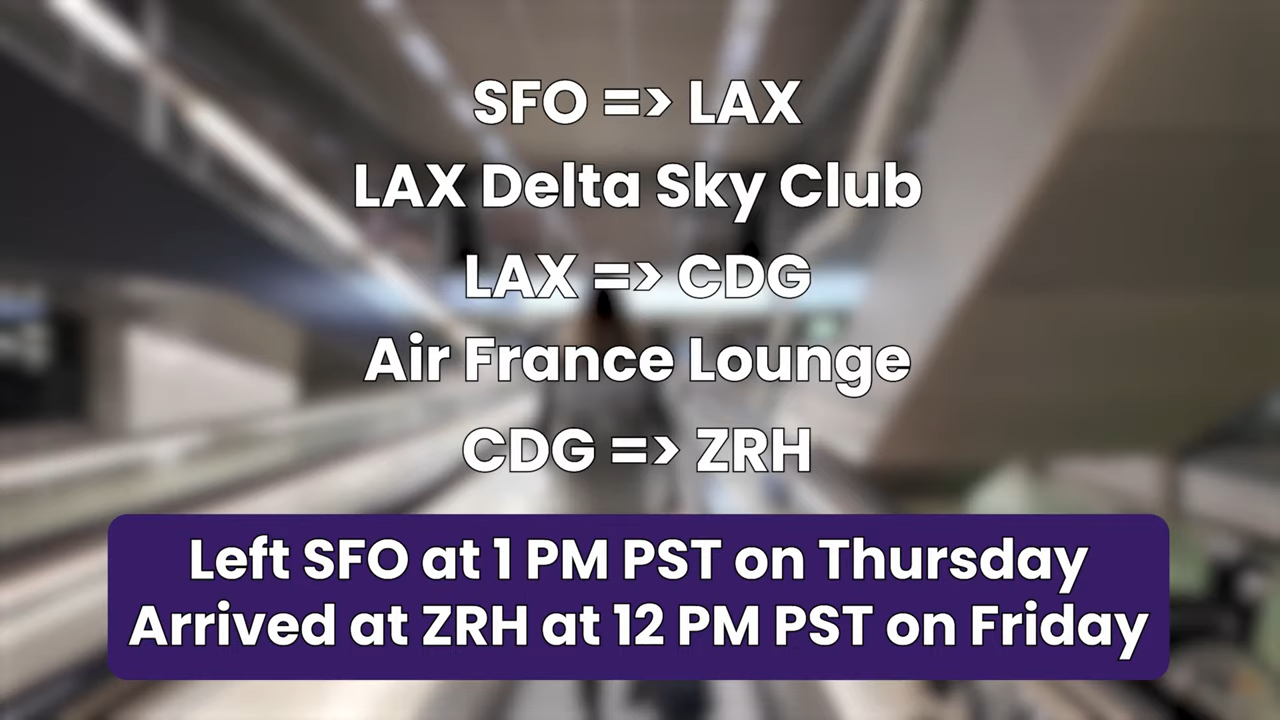 SFO => LAX
LAX Delta Sky Club
LAX => CDG
Air France Lounge
CDG => ZRH
Left SFO at 1 PM PST on Thursday
Arrived at ZRH at 12 PM PST on Friday